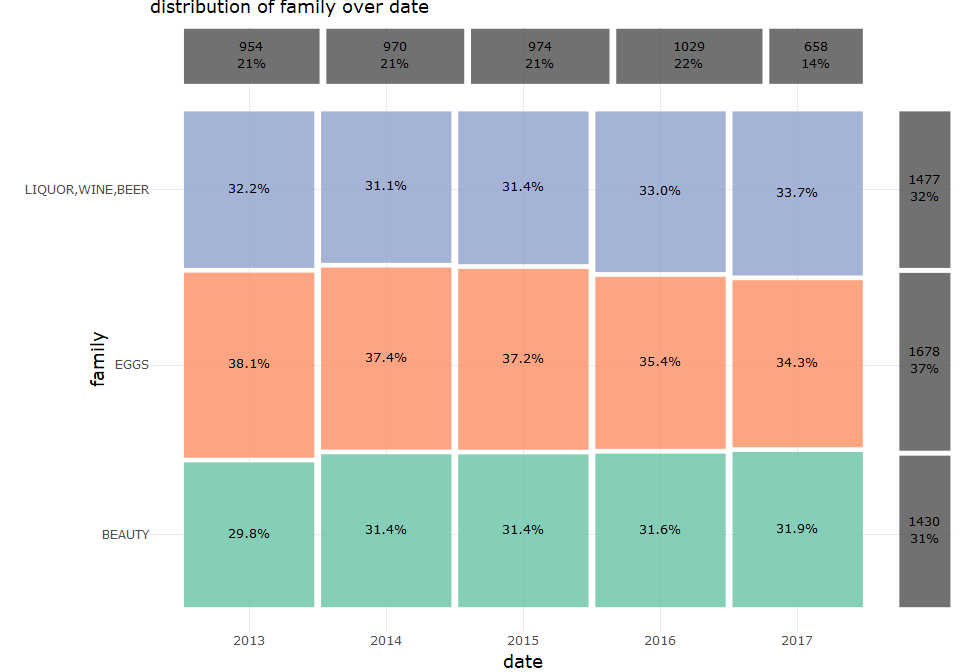 distribution of family over date
954 970 974 1029 658
21% 21% 21% 22% 14%
LIQUOR,WINE,BEER 32.2% 31.1% 31.4% 33.0% 33.7% 1477
32%
family
EGGS 38.1% 37.4% 37.2% 35.4% 34.3% 1678
37%
BEAUTY 29.8% 31.4% 31.4% 31.6% 31.9% 1430
31%
2013 2014 2015 2016 2017
date